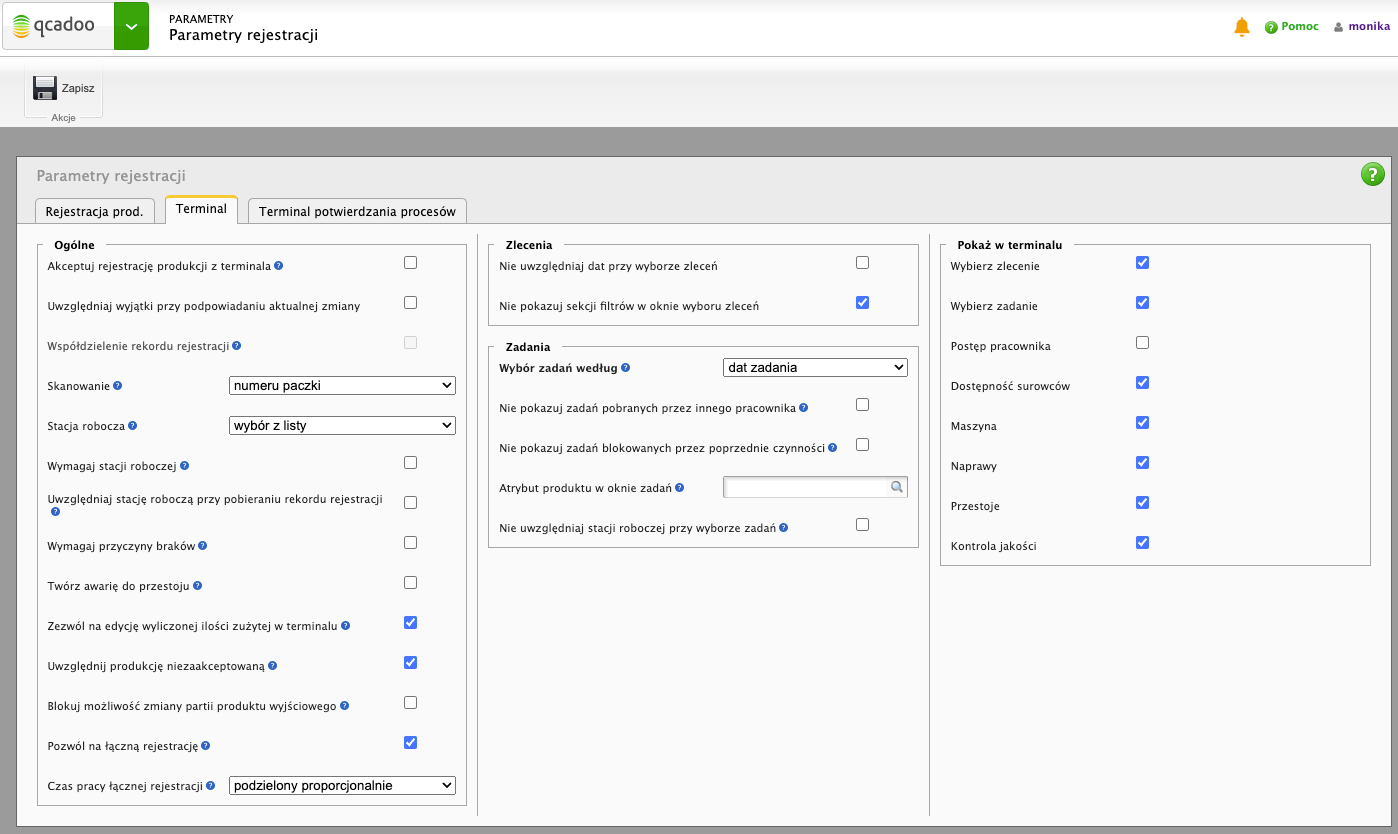 qcadoo
PARAMETRY
Parametry rejestracji
Pomoc
monika
Zapisz
Akcje
Parametry rejestracji
Rejestracja prod.
Terminal
Terminal potwierdzania procesów
Ogólne
Akceptuj rejestrację produkcji z terminala
Uwzględniaj wyjątki przy podpowiadaniu aktualnej zmiany
Współdzielenie rekordu rejestracji
Skanowanie
numeru paczki
Stacja robocza
wybór z listy
Wymagaj stacji roboczej
Uwzględniaj stację roboczą przy pobieraniu rekordu rejestracji
Wymagaj przyczyny braków
Twórz awarię do przestoju
Zezwól na edycję wyliczonej ilości zużytej w terminalu
Uwzględnij produkcję niezaakceptowaną
Blokuj możliwość zmiany partii produktu wyjściowego
Pozwól na łączną rejestrację
Czas pracy łącznej rejestracji
podzielony proporcjonalnie
Zlecenia
Nie uwzględniaj dat przy wyborze zleceń
Nie pokazuj sekcji filtrów w oknie wyboru zleceń
Zadania
Wybór zadań według
dat zadania
Nie pokazuj zadań pobranych przez innego pracownika
Nie pokazuj zadań blokowanych przez poprzednie czynności
Atrybut produktu w oknie zadań
Nie uwzględniaj stacji roboczej przy wyborze zadań
Pokaż w terminalu
Wybierz zlecenie
Wybierz zadanie
Postęp pracownika
Dostępność surowców
Maszyna
Naprawy
Przestoje
Kontrola jakości